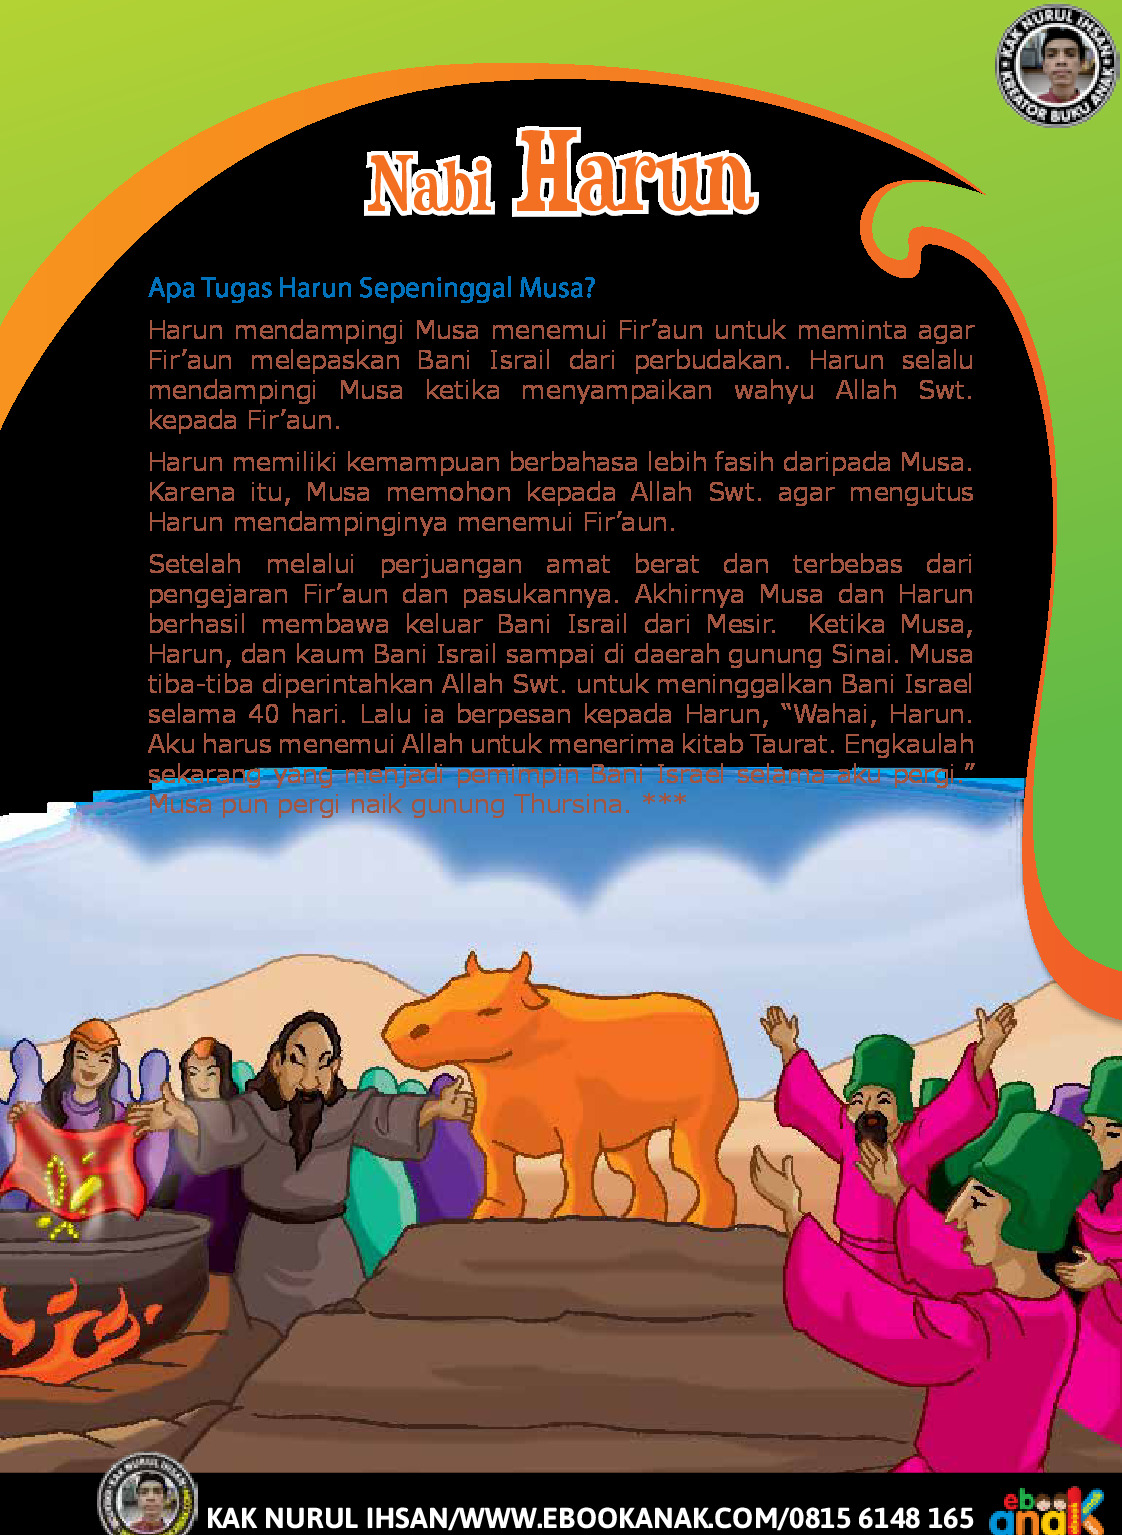 KAK NURUL IHSAN
KREATOR BUKU ANAK
Nabi Harun
Apa Tugas Harun Sepeninggal Musa?
Harun mendampingi Musa menemui Fir’aun untuk meminta agar
Fir’aun melepaskan Bani Israil dari perbudakan. Harun selalu
mendampingi Musa ketika menyampaikan wahyu Allah Swt.
kepada Fir’aun.
Harun memiliki kemampuan berbahasa lebih fasih daripada Musa.
Karena itu, Musa memohon kepada Allah Swt. agar mengutus
Harun mendampinginya menemui Fir’aun.
Setelah melalui perjuangan amat berat dan terbebas dari
pengejaran Fir’aun dan pasukannya. Akhirnya Musa dan Harun
berhasil membawa keluar Bani Israil dari Mesir. Ketika Musa,
Harun, dan kaum Bani Israil sampai di daerah gunung Sinai. Musa
tiba-tiba diperintahkan Allah Swt. untuk meninggalkan Bani Israel
selama 40 hari. Lalu ia berpesan kepada Harun, “Wahai, Harun.
Aku harus menemui Allah untuk menerima kitab Taurat. Engkaulah
sekarang yang menjadi pemimpin Bani Israel selama aku pergi.”
Musa pun pergi naik gunung Thursina. ***
KAK NURUL IHSAN
KAK NURUL IHSAN/WWW.EBOOKANAK.COM/0815 6148 165
ebook
anak